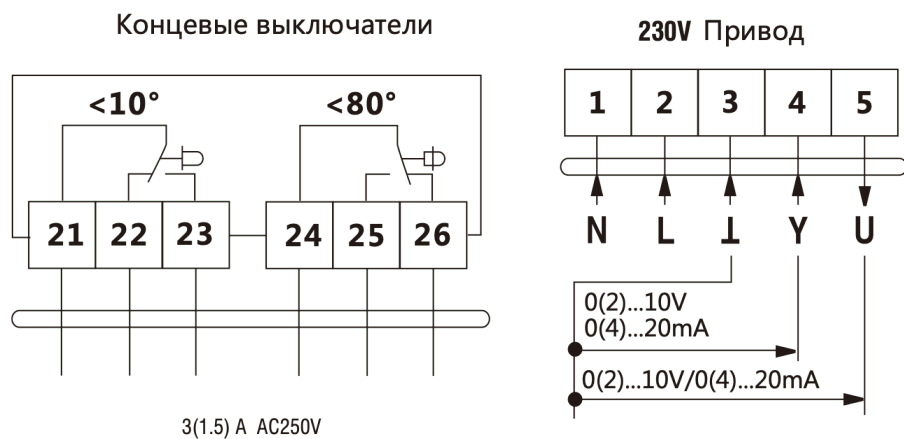 Концевые выключатели
<10° <80°
21 22 23 24 25 26
3(1.5) A AC250V
230V Привод
1 2 3 4 5
N L ⊥ Y U
0(2)...10V
0(4)...20mA
0(2)...10V/0(4)...20mA